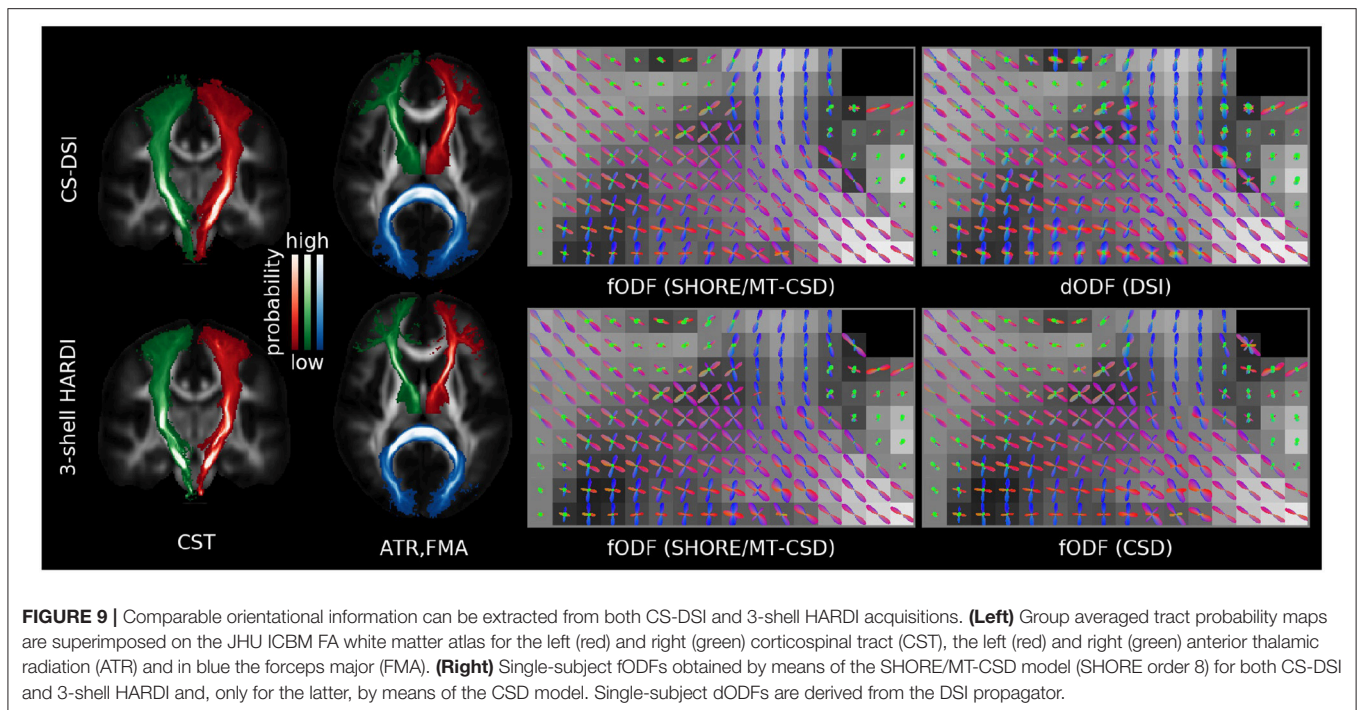 CS-DSI
3-shell HARDI
probability
high
low
CST
ATR,FMA
fODF (SHORE/MT-CSD)
dODF (DSI)
fODF (SHORE/MT-CSD)
fODF (CSD)
FIGURE 9 | Comparable orientational information can be extracted from both CS-DSI and 3-shell HARDI acquisitions. (Left) Group averaged tract probability maps
are superimposed on the JHU ICBM FA white matter atlas for the left (red) and right (green) corticospinal tract (CST), the left (red) and right (green) anterior thalamic
radiation (ATR) and in blue the forceps major (FMA). (Right) Single-subject fODFs obtained by means of the SHORE/MT-CSD model (SHORE order 8) for both CS-DSI
and 3-shell HARDI and, only for the latter, by means of the CSD model. Single-subject dODFs are derived from the DSI propagator.